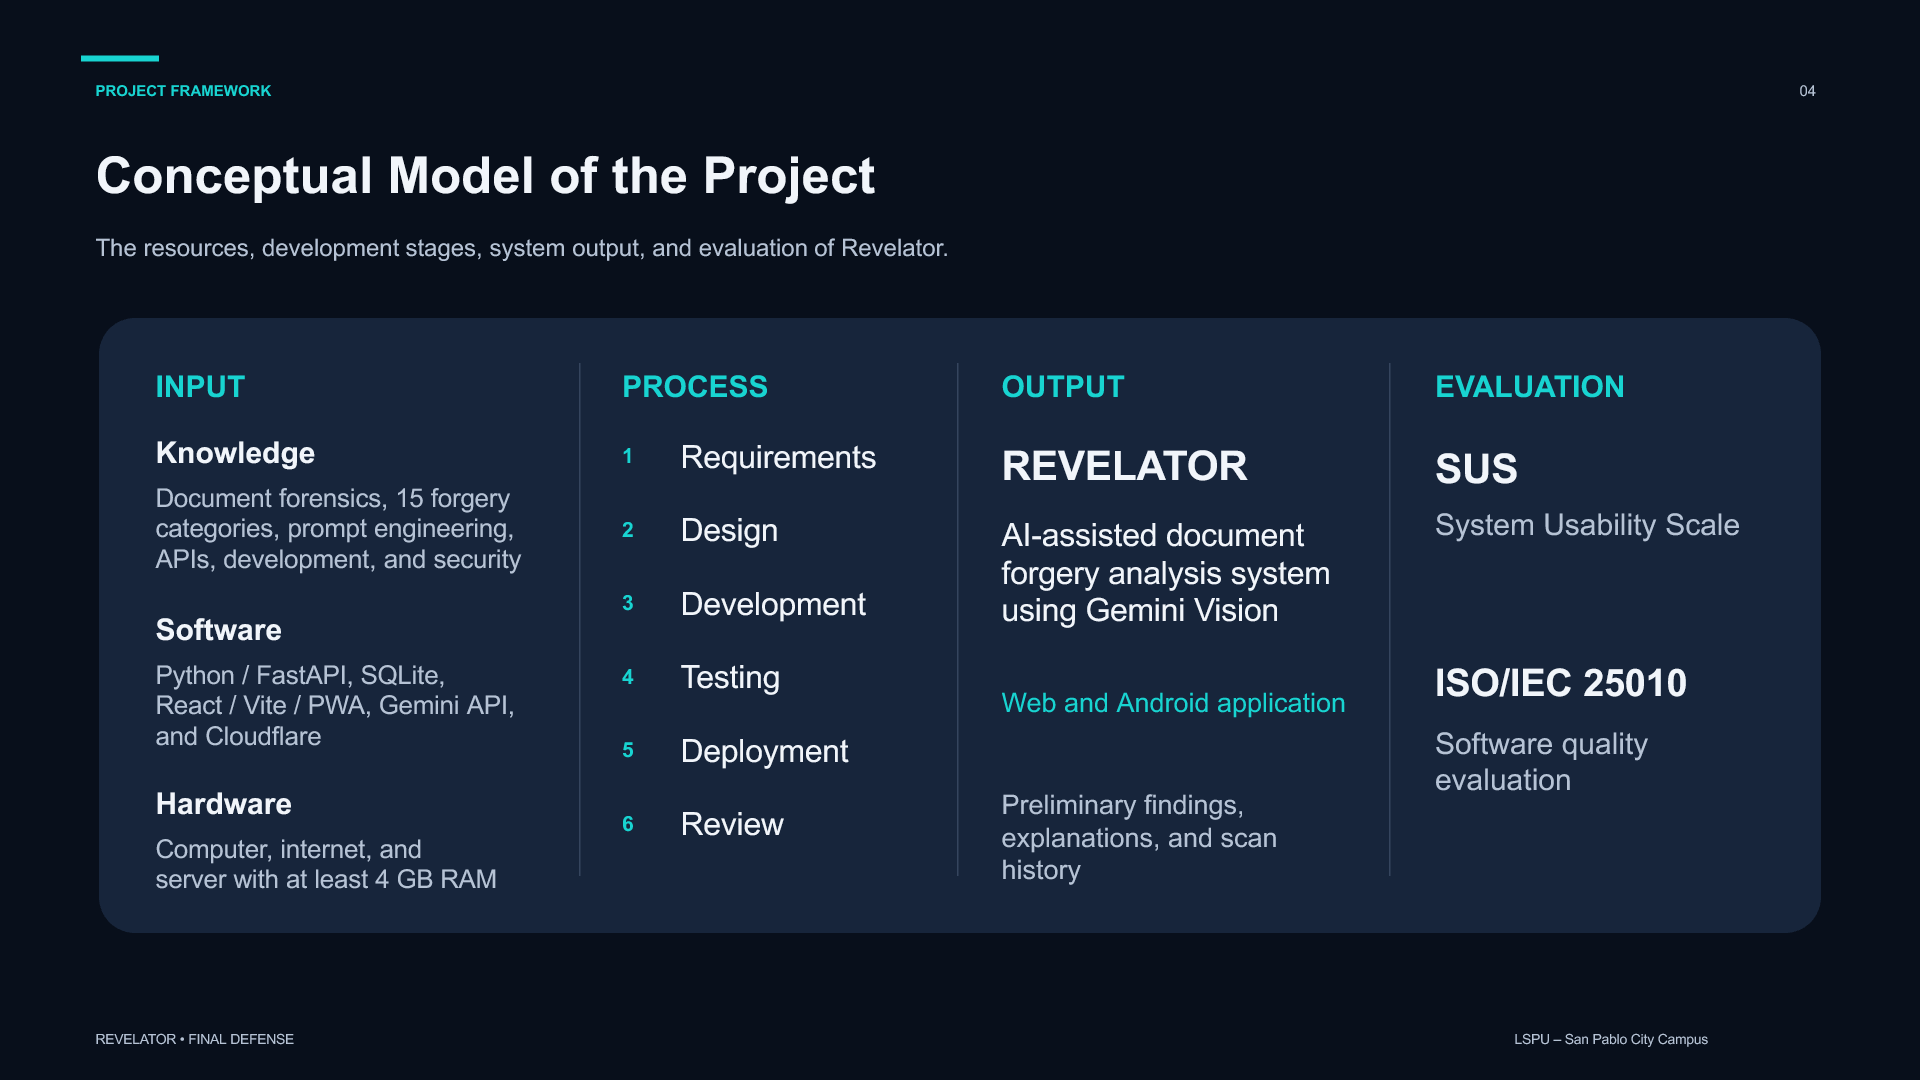 PROJECT FRAMEWORK
04
Conceptual Model of the Project
The resources, development stages, system output, and evaluation of Revelator.
INPUT
Knowledge
Document forensics, 15 forgery
categories, prompt engineering,
APIs, development, and security
Software
Python / FastAPI, SQLite,
React / Vite / PWA, Gemini API,
and Cloudflare
Hardware
Computer, internet, and
server with at least 4 GB RAM
PROCESS
1 Requirements
2 Design
3 Development
4 Testing
5 Deployment
6 Review
OUTPUT
REVELATOR
AI-assisted document
forgery analysis system
using Gemini Vision
Web and Android application
Preliminary findings,
explanations, and scan
history
EVALUATION
SUS
System Usability Scale
ISO/IEC 25010
Software quality
evaluation
REVELATOR • FINAL DEFENSE
LSPU – San Pablo City Campus